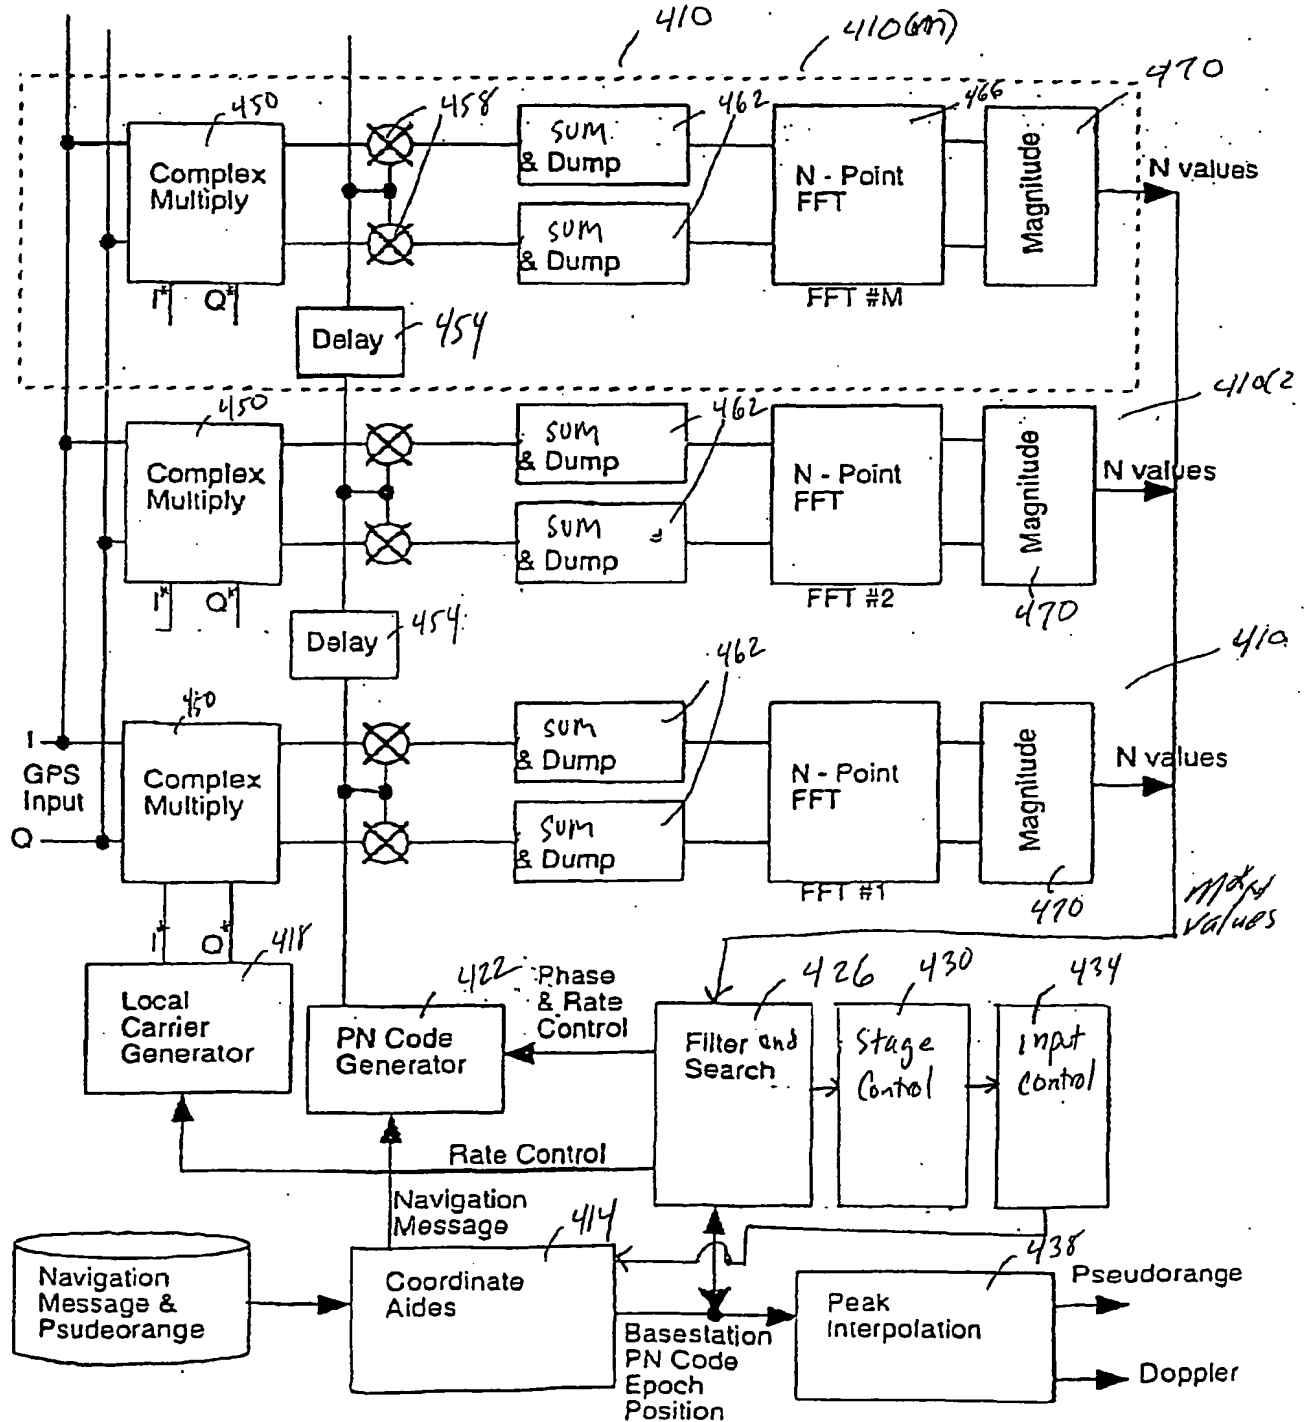 410
410(m)
470
450
458
462
466
Complex
Multiply
sum
& Dump
N - Point
FFT
Magnitude
N values
sum
& Dump
I*
Q*
FFT #M
Delay
454
410(2
450
462
Complex
Multiply
sum
& Dump
N - Point
FFT
Magnitude
N values
sum
& Dump
I*
Q*
FFT #2
470
Delay
454
462
410
450
I
GPS
Input
Q
Complex
Multiply
sum
& Dump
N - Point
FFT
Magnitude
N values
sum
& Dump
FFT #1
470
values
I*
Q*
418
422
Phase
& Rate
Control
426
430
434
Local
Carrier
Generator
PN Code
Generator
Filter and
Search
Stage
Control
Input
Control
Rate Control
Navigation
Message
414
438
Navigation
Message &
Psudeorange
Coordinate
Aides
Basestation
PN Code
Epoch
Position
Peak
Interpolation
Pseudorange
Doppler